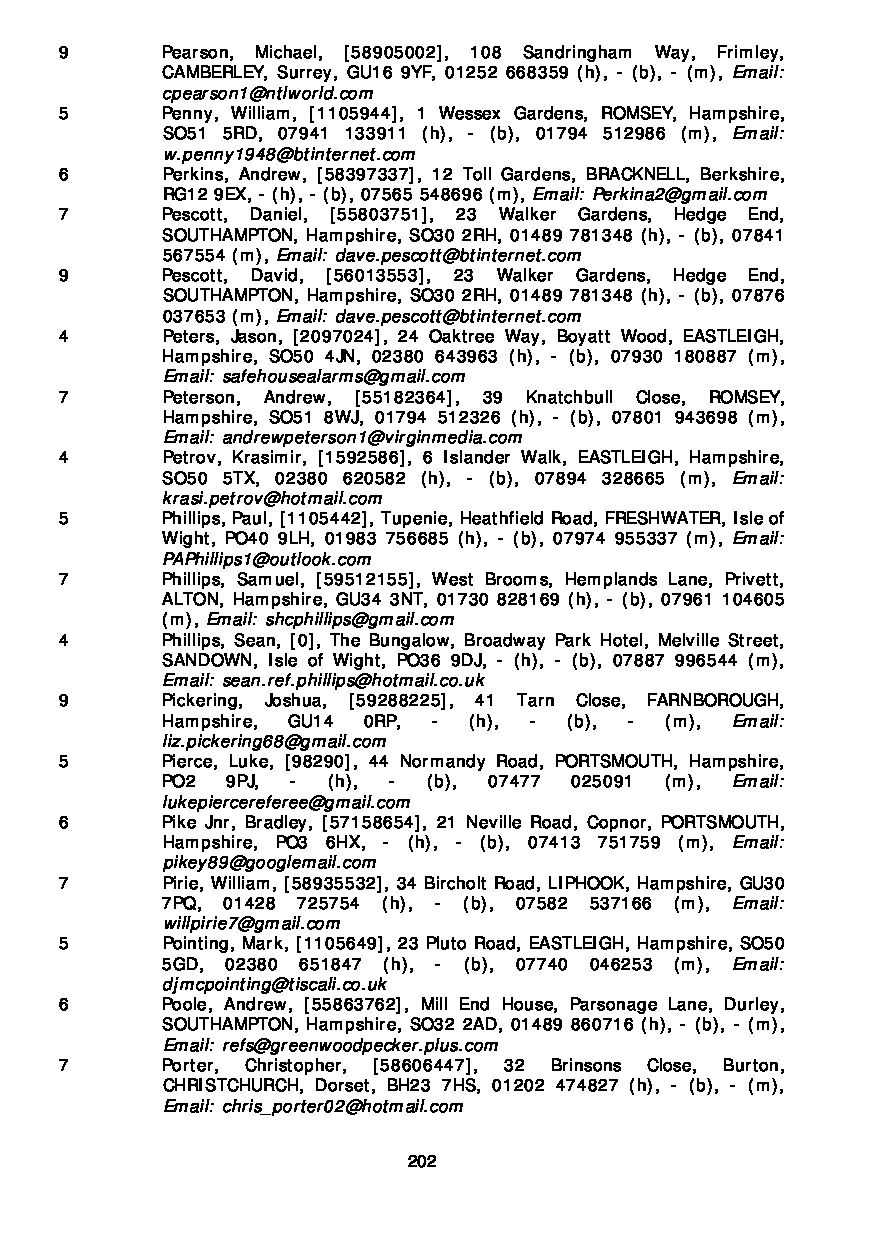 9 Pearson, Michael, [58905002], 108 Sandringham Way, Frimley,
CAMBERLEY, Surrey, GU16 9YF, 01252 668359 (h), - (b), - (m), Email:
cpearson1@ntlworld.com
5 Penny, William, [1105944], 1 Wessex Gardens, ROMSEY, Hampshire,
SO51 5RD, 07941 133911 (h), - (b), 01794 512986 (m), Email:
w.penny1948@btinternet.com
6 Perkins, Andrew, [58397337], 12 Toll Gardens, BRACKNELL, Berkshire,
RG12 9EX, - (h), - (b), 07565 548696 (m), Email: Perkina2@gmail.com
7 Pescott, Daniel, [55803751], 23 Walker Gardens, Hedge End,
SOUTHAMPTON, Hampshire, SO30 2RH, 01489 781348 (h), - (b), 07841
567554 (m), Email: dave.pescott@btinternet.com
9 Pescott, David, [56013553], 23 Walker Gardens, Hedge End,
SOUTHAMPTON, Hampshire, SO30 2RH, 01489 781348 (h), - (b), 07876
037653 (m), Email: dave.pescott@btinternet.com
4 Peters, Jason, [2097024], 24 Oaktree Way, Boyatt Wood, EASTLEIGH,
Hampshire, SO50 4JN, 02380 643963 (h), - (b), 07930 180887 (m),
Email: safehousealarms@gmail.com
7 Peterson, Andrew, [55182364], 39 Knatchbull Close, ROMSEY,
Hampshire, SO51 8WJ, 01794 512326 (h), - (b), 07801 943698 (m),
Email: andrewpeterson1@virginmedia.com
4 Petrov, Krasimir, [1592586], 6 Islander Walk, EASTLEIGH, Hampshire,
SO50 5TX, 02380 620582 (h), - (b), 07894 328665 (m), Email:
krasi.petrov@hotmail.com
5 Phillips, Paul, [1105442], Tupenie, Heathfield Road, FRESHWATER, Isle of
Wight, PO40 9LH, 01983 756685 (h), - (b), 07974 955337 (m), Email:
PAPhillips1@outlook.com
7 Phillips, Samuel, [59512155], West Brooms, Hemplands Lane, Privett,
ALTON, Hampshire, GU34 3NT, 01730 828169 (h), - (b), 07961 104605
(m), Email: shcphillips@gmail.com
4 Phillips, Sean, [0], The Bungalow, Broadway Park Hotel, Melville Street,
SANDOWN, Isle of Wight, PO36 9DJ, - (h), - (b), 07887 996544 (m),
Email: sean.ref.phillips@hotmail.co.uk
9 Pickering, Joshua, [59288225], 41 Tarn Close, FARNBOROUGH,
Hampshire, GU14 0RP, - (h), - (b), - (m), Email:
liz.pickering68@gmail.com
5 Pierce, Luke, [98290], 44 Normandy Road, PORTSMOUTH, Hampshire,
PO2 9PJ, - (h), - (b), 07477 025091 (m), Email:
lukepiercereferee@gmail.com
6 Pike Jnr, Bradley, [57158654], 21 Neville Road, Copnor, PORTSMOUTH,
Hampshire, PO3 6HX, - (h), - (b), 07413 751759 (m), Email:
pikey89@googlemail.com
7 Pirie, William, [58935532], 34 Bircholt Road, LIPHOOK, Hampshire, GU30
7PQ, 01428 725754 (h), - (b), 07582 537166 (m), Email:
willpirie7@gmail.com
5 Pointing, Mark, [1105649], 23 Pluto Road, EASTLEIGH, Hampshire, SO50
5GD, 02380 651847 (h), - (b), 07740 046253 (m), Email:
djmcpointing@tiscali.co.uk
6 Poole, Andrew, [55863762], Mill End House, Parsonage Lane, Durley,
SOUTHAMPTON, Hampshire, SO32 2AD, 01489 860716 (h), - (b), - (m),
Email: refs@greenwoodpecker.plus.com
7 Porter, Christopher, [58606447], 32 Brinsons Close, Burton,
CHRISTCHURCH, Dorset, BH23 7HS, 01202 474827 (h), - (b), - (m),
Email: chris_porter02@hotmail.com
202